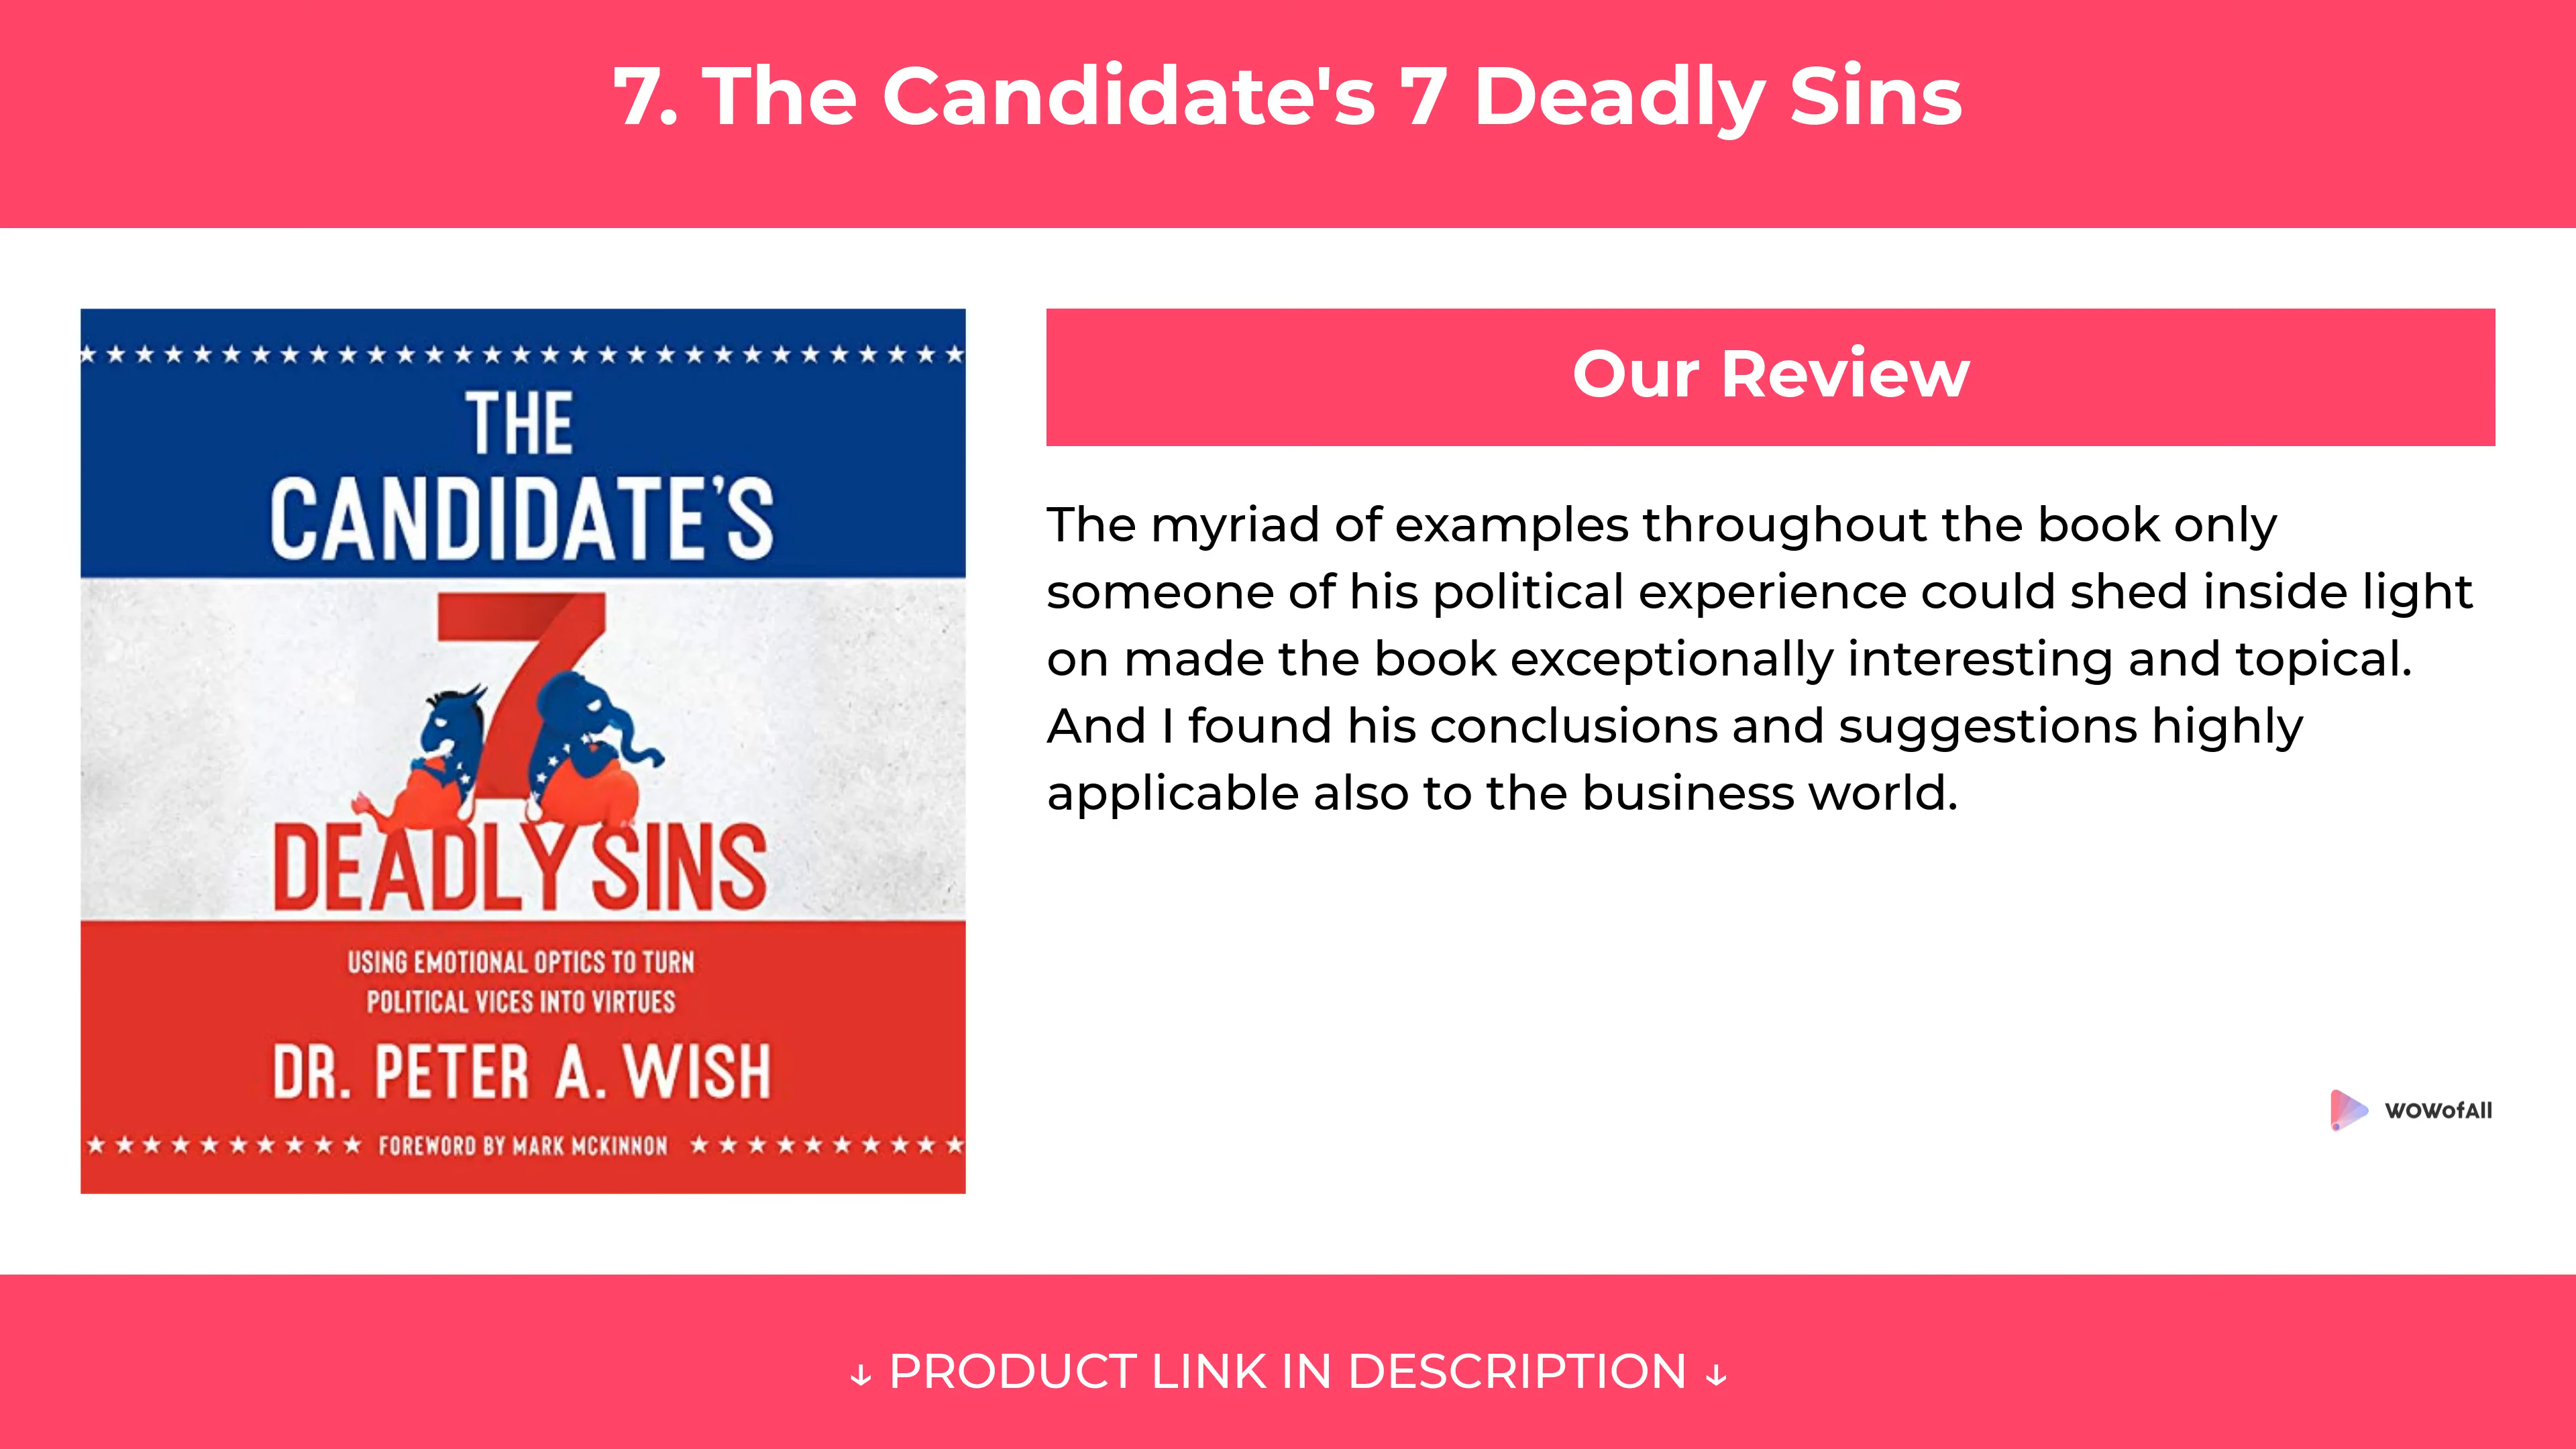 7. The Candidate's 7 Deadly Sins
THE
CANDIDATE'S
7
DEADLY SINS
USING EMOTIONAL OPTICS TO TURN
POLITICAL VICES INTO VIRTUES
DR. PETER A. WISH
FOREWORD BY MARK MCKINNON
Our Review
The myriad of examples throughout the book only
someone of his political experience could shed inside light
on made the book exceptionally interesting and topical.
And I found his conclusions and suggestions highly
applicable also to the business world.
WOWofAll
↓ PRODUCT LINK IN DESCRIPTION ↓